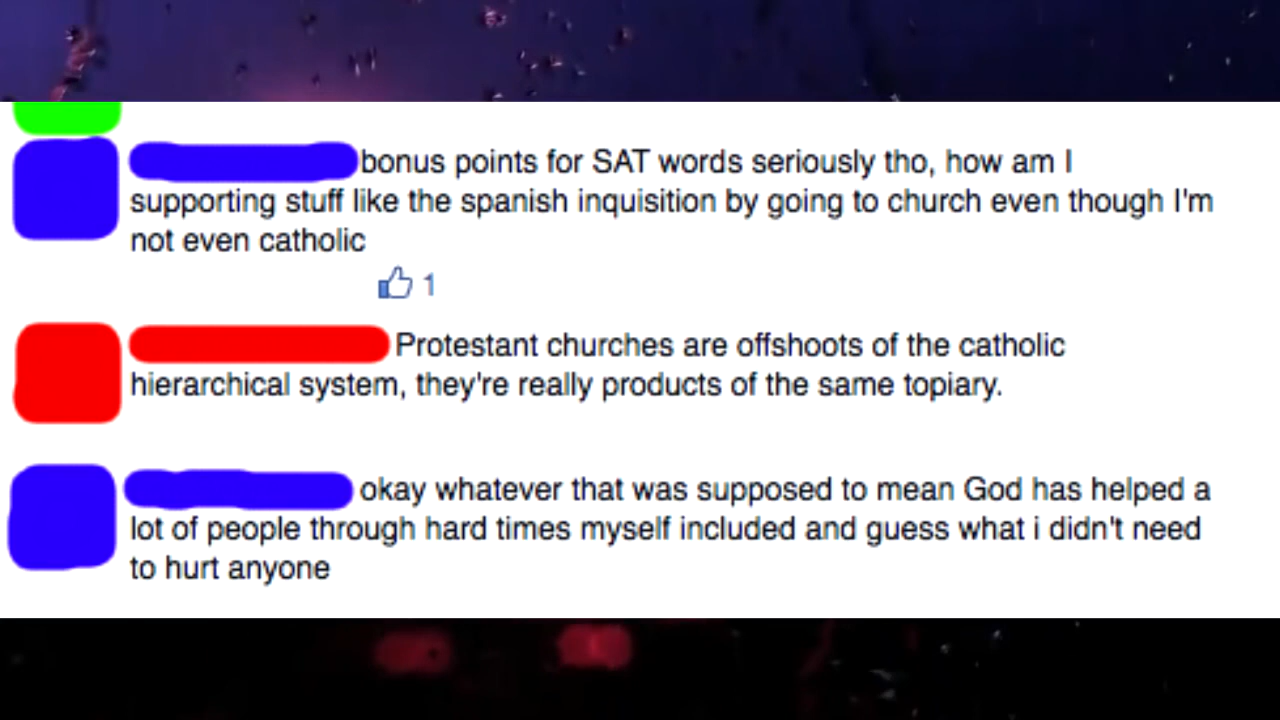 bonus points for SAT words seriously tho, how am I
supporting stuff like the spanish inquisition by going to church even though I'm
not even catholic
1
Protestant churches are offshoots of the catholic
hierarchical system, they're really products of the same topiary.
okay whatever that was supposed to mean God has helped a
lot of people through hard times myself included and guess what i didn't need
to hurt anyone